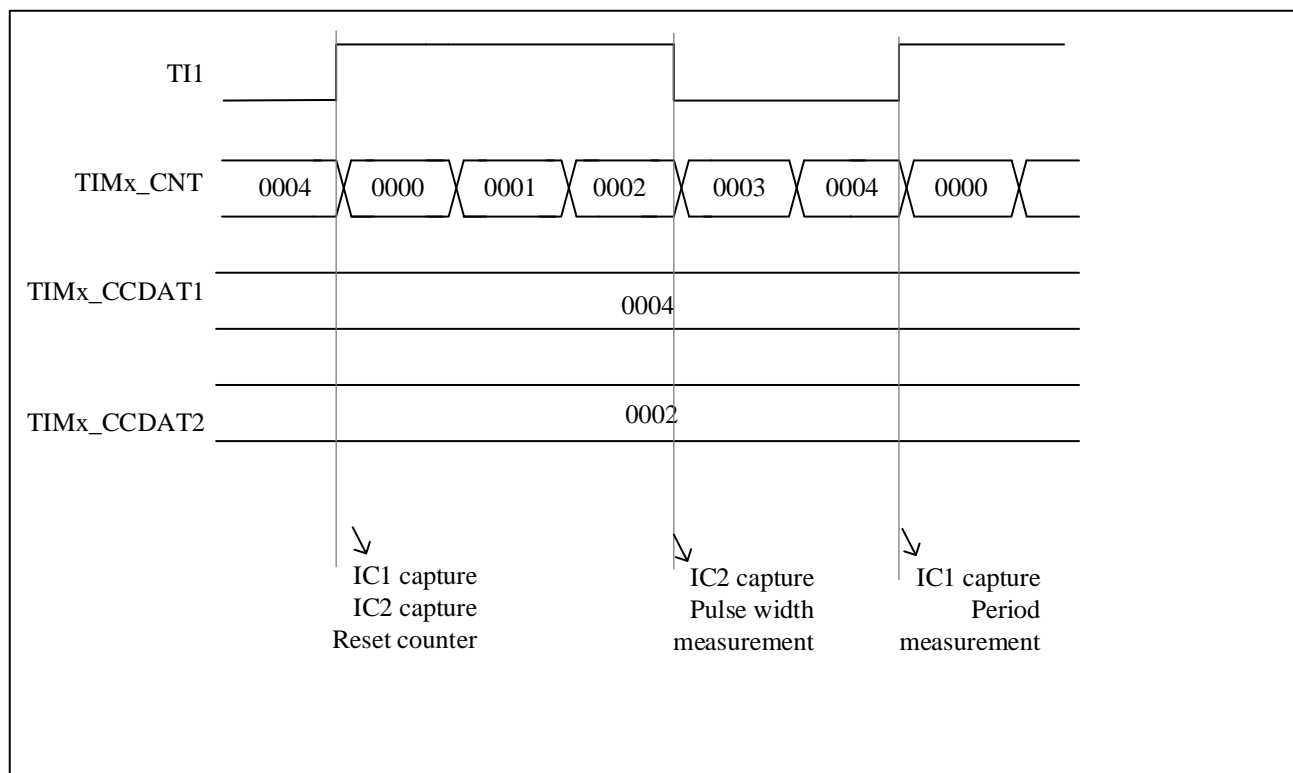 TI1
TIMx_CNT
0004 0000 0001 0002 0003 0004 0000
TIMx_CCDAT1
0004
TIMx_CCDAT2
0002
IC1 capture
IC2 capture
Reset counter
IC2 capture
Pulse width
measurement
IC1 capture
Period
measurement